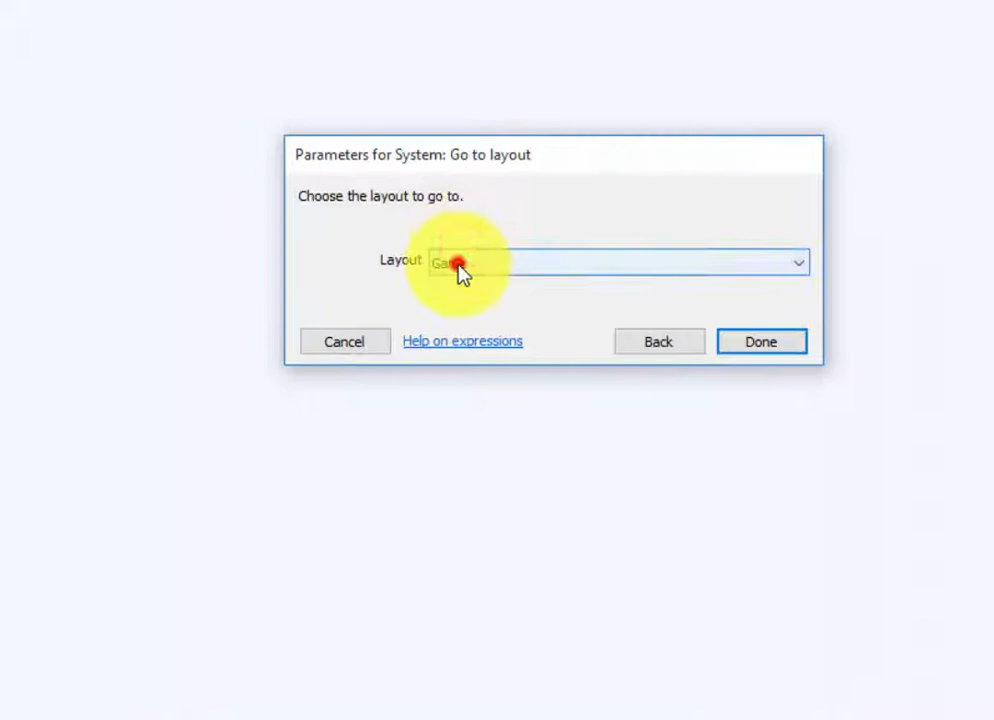 Parameters for System: Go to layout
Choose the layout to go to.
Layout
Cancel
Help on expressions
Back
Done